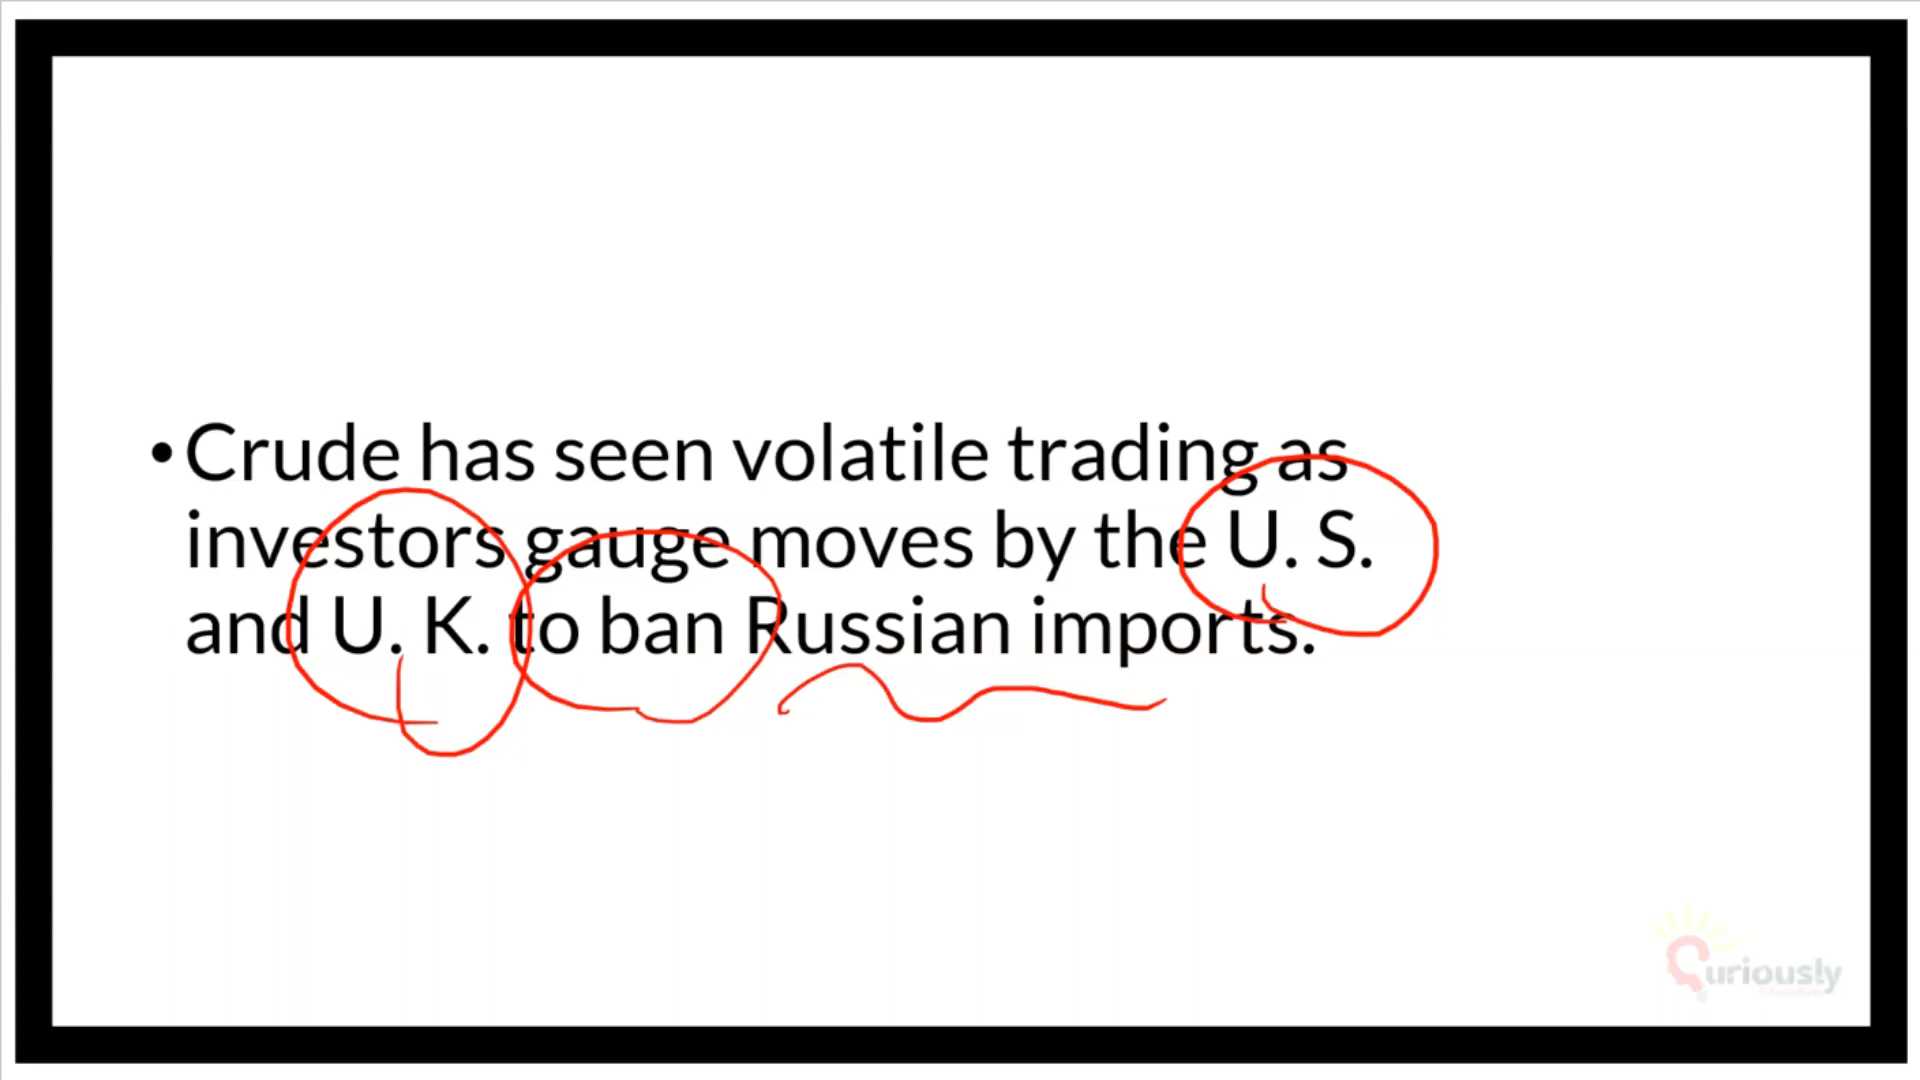 • Crude has seen volatile trading as
investors gauge moves by the U. S.
and U. K. to ban Russian imports.
Curiously